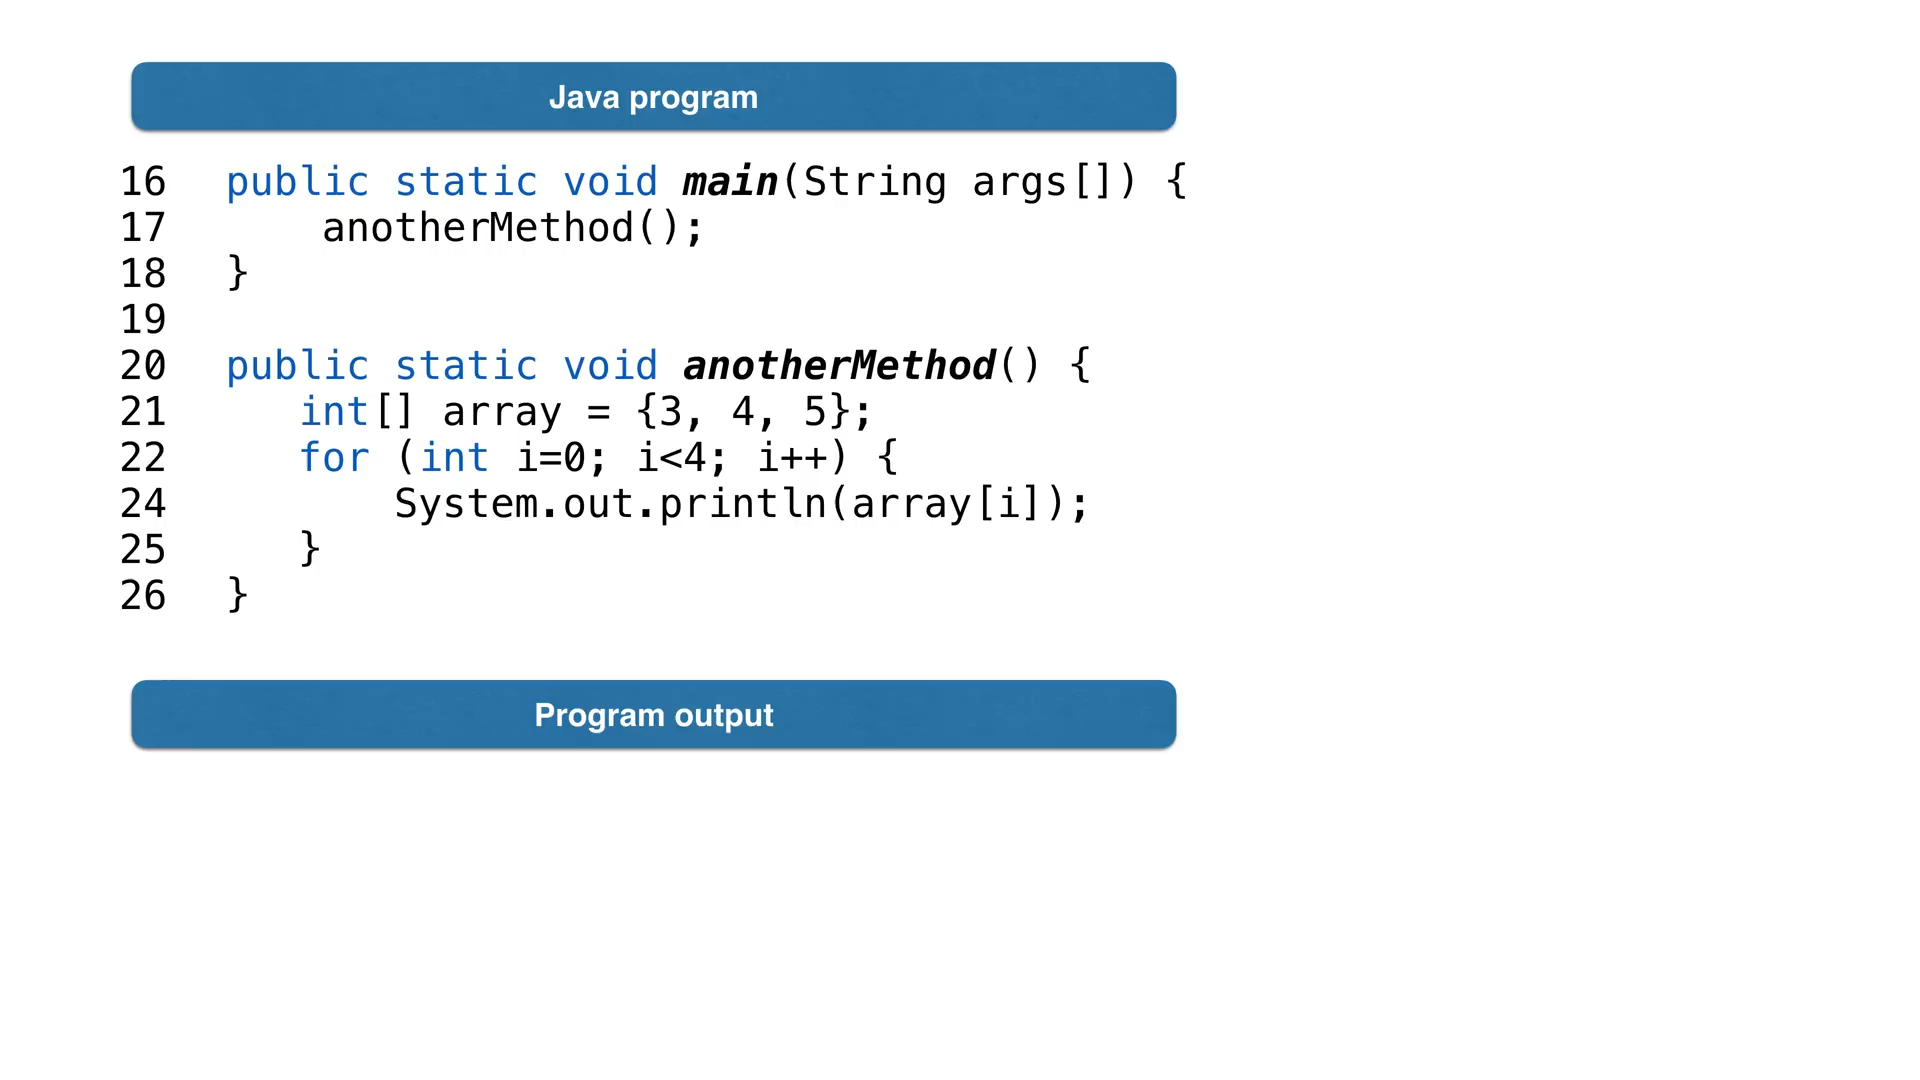 Java program
16 public static void main(String args[]) {
17 anotherMethod();
18 }
19
20 public static void anotherMethod() {
21 int[] array = {3, 4, 5};
22 for (int i=0; i<4; i++) {
24 System.out.println(array[i]);
25 }
26 }
Program output